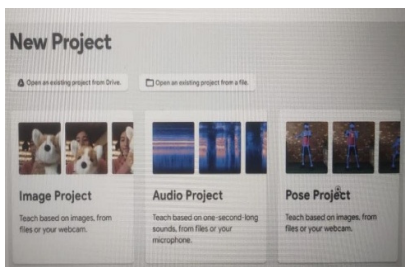 New Project
Open an existing project from Drive.
Open an existing project from a file.
Image Project
Teach based on images, from
files or your webcam.
Audio Project
Teach based on one-second-long
sounds, from files or your
microphone.
Pose Project
Teach based on images, from
files or your webcam.